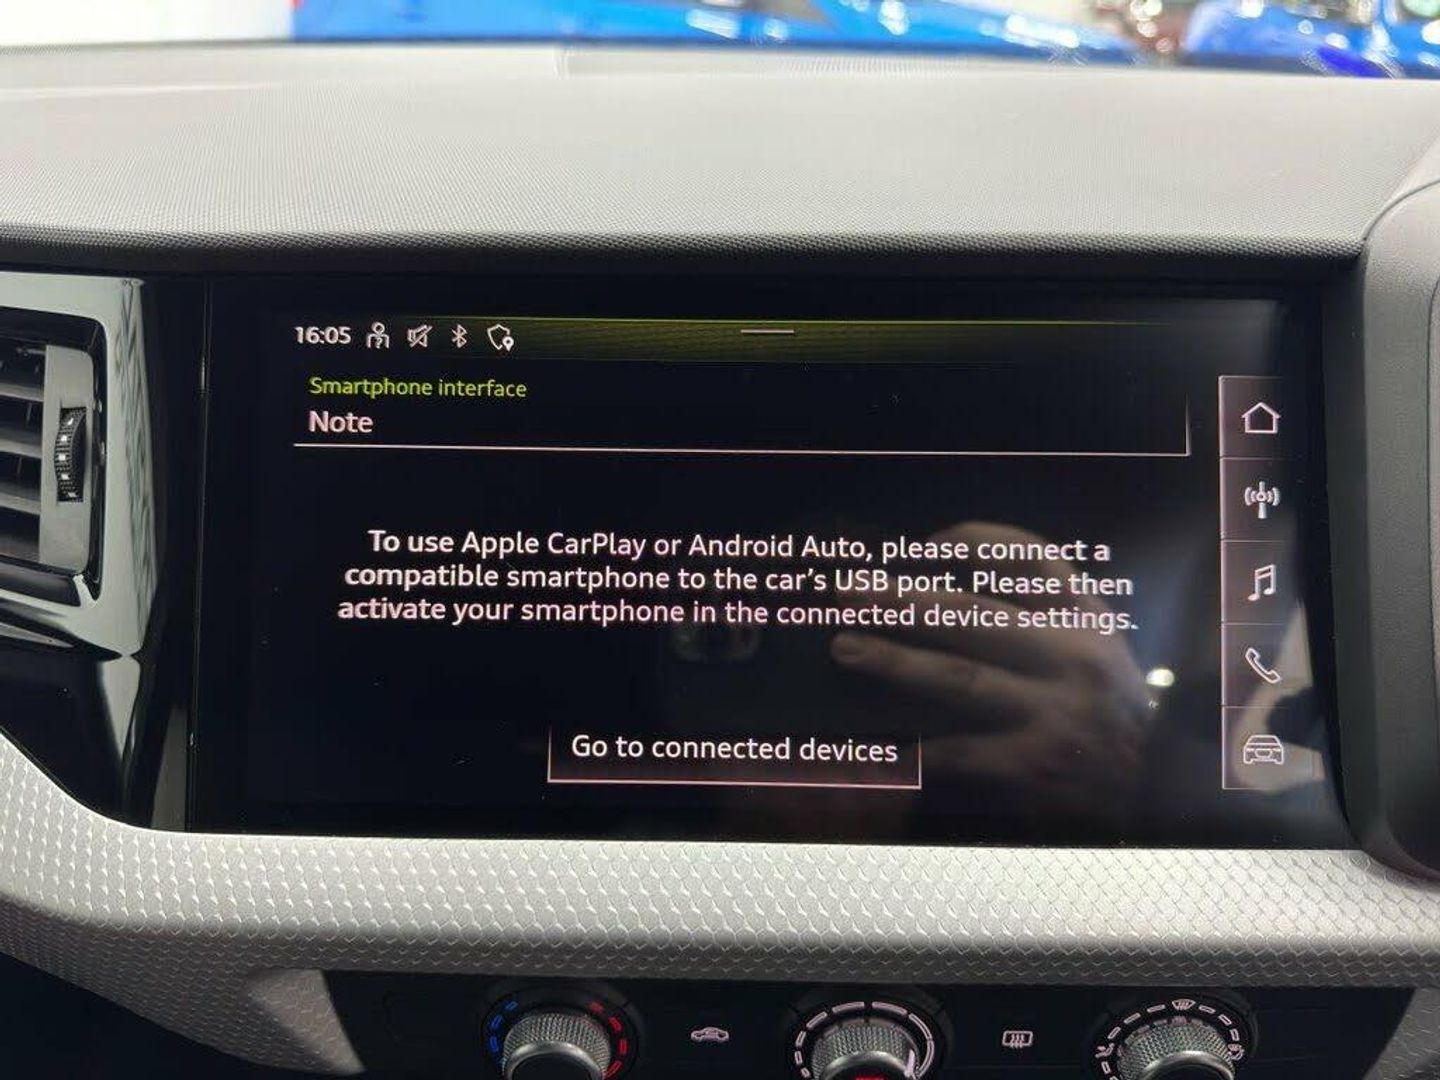 16:05
Smartphone interface
Note
To use Apple CarPlay or Android Auto, please connect a
compatible smartphone to the car's USB port. Please then
activate your smartphone in the connected device settings.
Go to connected devices